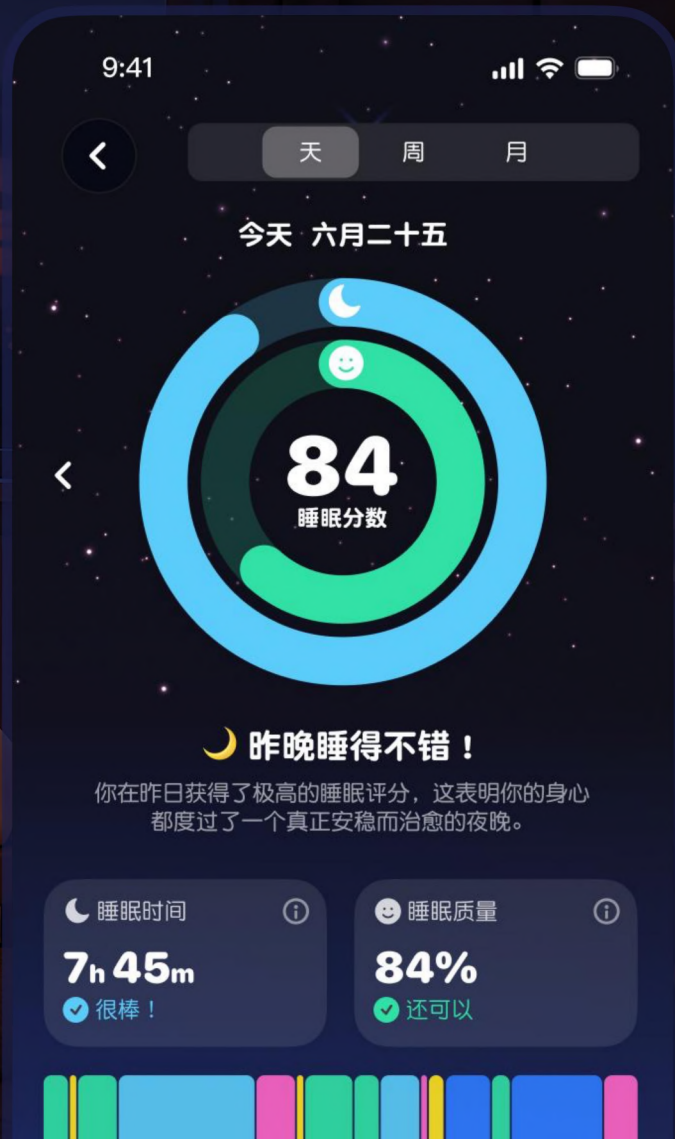 9:41
天 周 月
今天 六月二十五
84
睡眠分数
昨晚睡得不错！
你在昨日获得了极高的睡眠评分，这表明你的身心
都度过了一个真正安稳而治愈的夜晚。
睡眠时间
7h 45m
很棒！
睡眠质量
84%
还可以